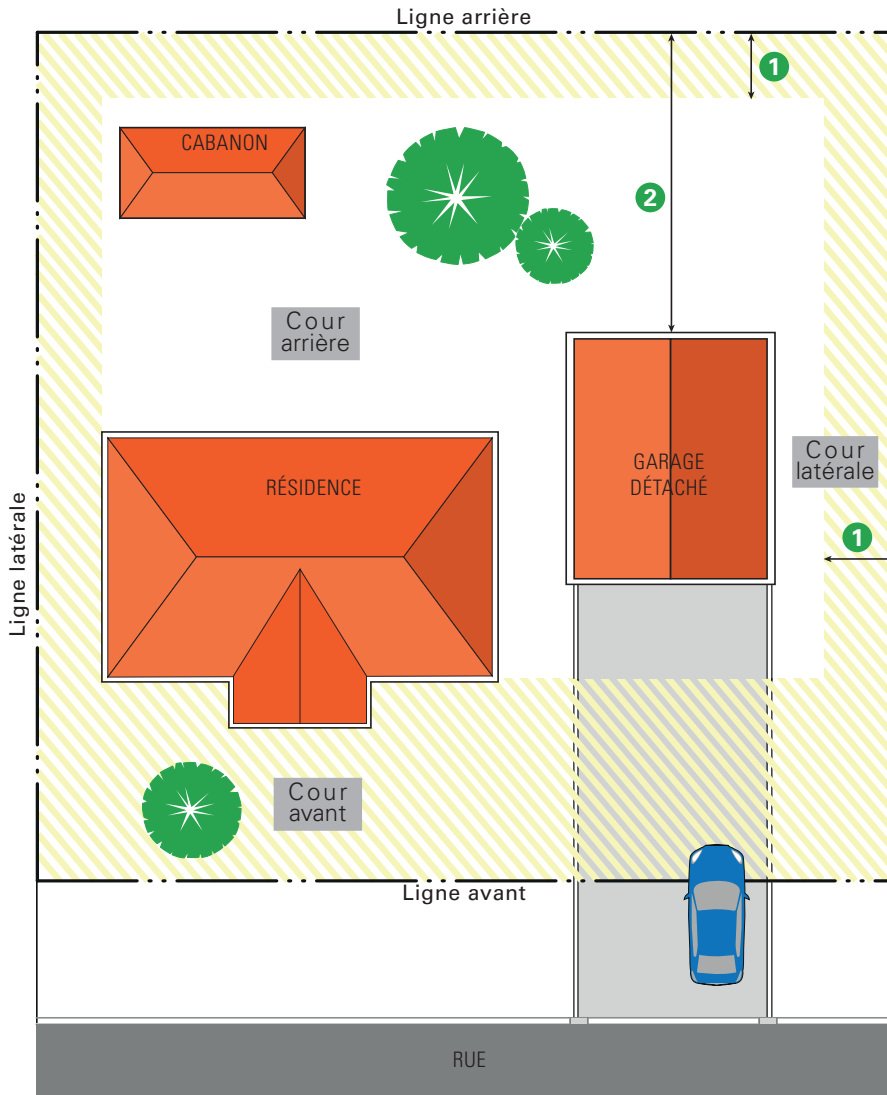 Ligne arrière
1
CABANON
2
Cour
arrière
Cour
latérale
GARAGE
DÉTACHÉ
RÉSIDENCE
1
Ligne latérale
Cour
avant
Ligne avant
RUE